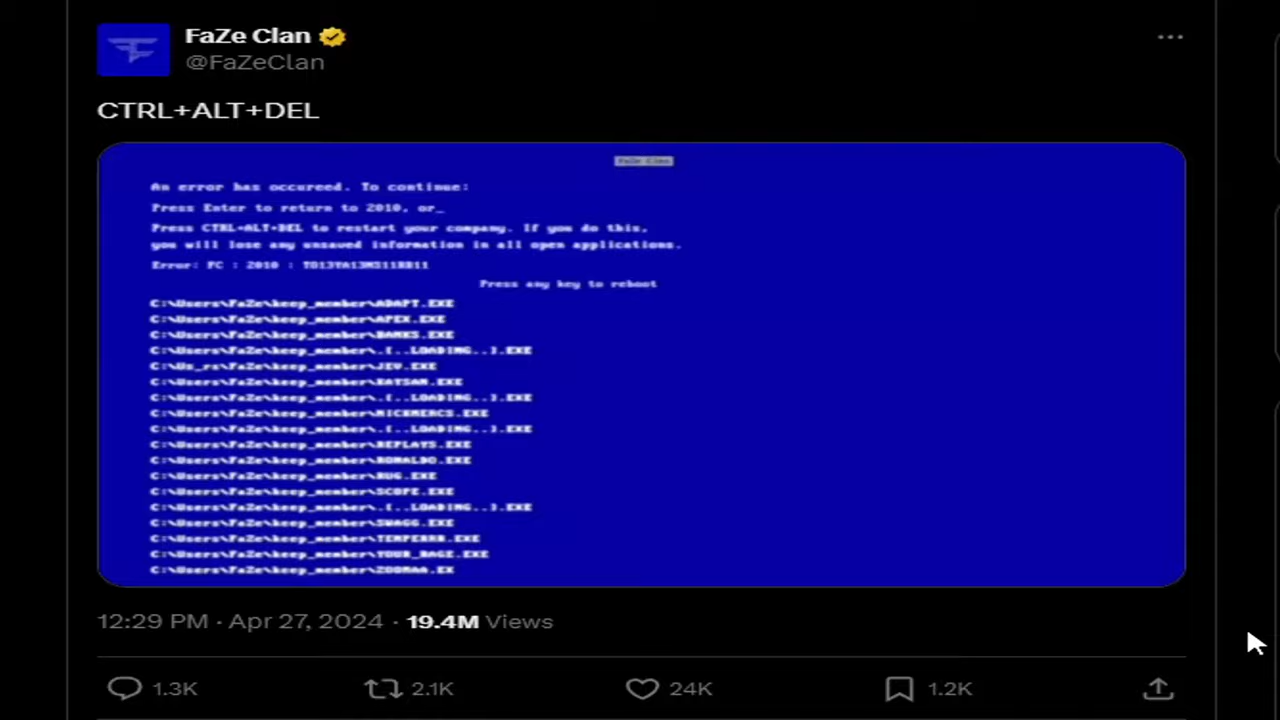 FaZe Clan
@FaZeClan
CTRL+ALT+DEL
FaZe Clan
An error has occureed. To continue:
Press Enter to return to 2010, or_
Press CTRL+ALT+DEL to restart your company. If you do this,
you will lose any unsaved information in all open applications.
Error: FC : 2010 :
Press any key to reboot
C:\Users\FaZe\keep_member\ADAPT.EXE
C:\Users\FaZe\keep_member\APEX.EXE
C:\Users\FaZe\keep_member\BANKS.EXE
C:\Users\FaZe\keep_member\.(..LOADING..).EXE
C:\Us_rs\FaZe\keep_member\JEV.EXE
C:\Users\FaZe\keep_member\KAYSAN.EXE
C:\Users\FaZe\keep_member\.(..LOADING..).EXE
C:\Users\FaZe\keep_member\NICKMERCS.EXE
C:\Users\FaZe\keep_member\.(..LOADING..).EXE
C:\Users\FaZe\keep_member\REPLAYS.EXE
C:\Users\FaZe\keep_member\RONALDO.EXE
C:\Users\FaZe\keep_member\RUG.EXE
C:\Users\FaZe\keep_member\SCOPE.EXE
C:\Users\FaZe\keep_member\.(..LOADING..).EXE
C:\Users\FaZe\keep_member\SWAGG.EXE
C:\Users\FaZe\keep_member\TEMPERRR.EXE
C:\Users\FaZe\keep_member\YOUR_RAGE.EXE
C:\Users\FaZe\keep_member\ZOOMAA.EX
12:29 PM · Apr 27, 2024 · 19.4M Views
1.3K 2.1K 24K 1.2K